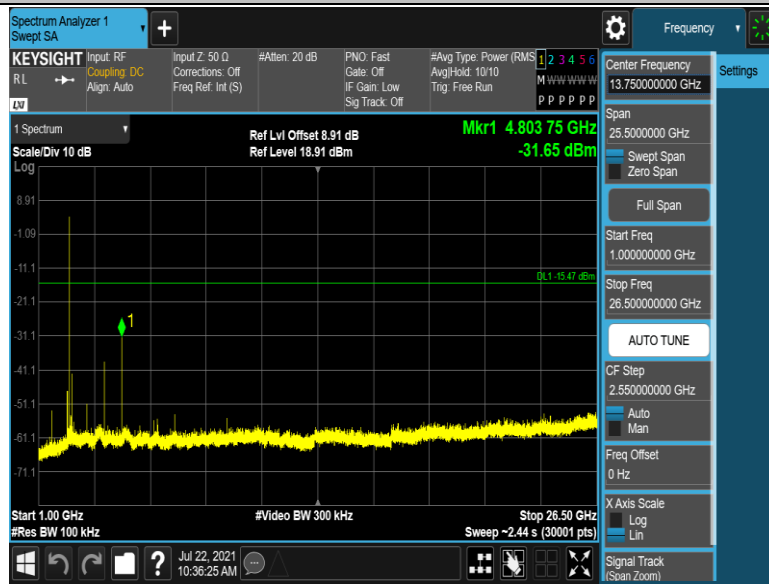 Spectrum Analyzer 1
Swept SA
Frequency
KEYSIGHT
R L
LXI
Input: RF
Coupling: DC
Align: Auto
Input Z: 50 Ω
Corrections: Off
Freq Ref: Int (S)
#Atten: 20 dB
PNO: Fast
Gate: Off
IF Gain: Low
Sig Track: Off
#Avg Type: Power (RMS
Avg|Hold: 10/10
Trig: Free Run
1 2 3 4 5 6
M W W W W W
P P P P P P
1 Spectrum
Scale/Div 10 dB
Log
Ref Lvl Offset 8.91 dB
Ref Level 18.91 dBm
Mkr1 4.803 75 GHz
-31.65 dBm
8.91
-1.09
-11.1
DL1 -15.47 dBm
-21.1
1
-31.1
-41.1
-51.1
-61.1
-71.1
Start 1.00 GHz
#Video BW 300 kHz
Stop 26.50 GHz
#Res BW 100 kHz
Sweep ~2.44 s (30001 pts)
?
Jul 22, 2021
10:36:25 AM
Center Frequency
13.750000000 GHz
Settings
Span
25.5000000 GHz
Swept Span
Zero Span
Full Span
Start Freq
1.000000000 GHz
Stop Freq
26.500000000 GHz
AUTO TUNE
CF Step
2.550000000 GHz
Auto
Man
Freq Offset
0 Hz
X Axis Scale
Log
Lin
Signal Track
(Span Zoom)